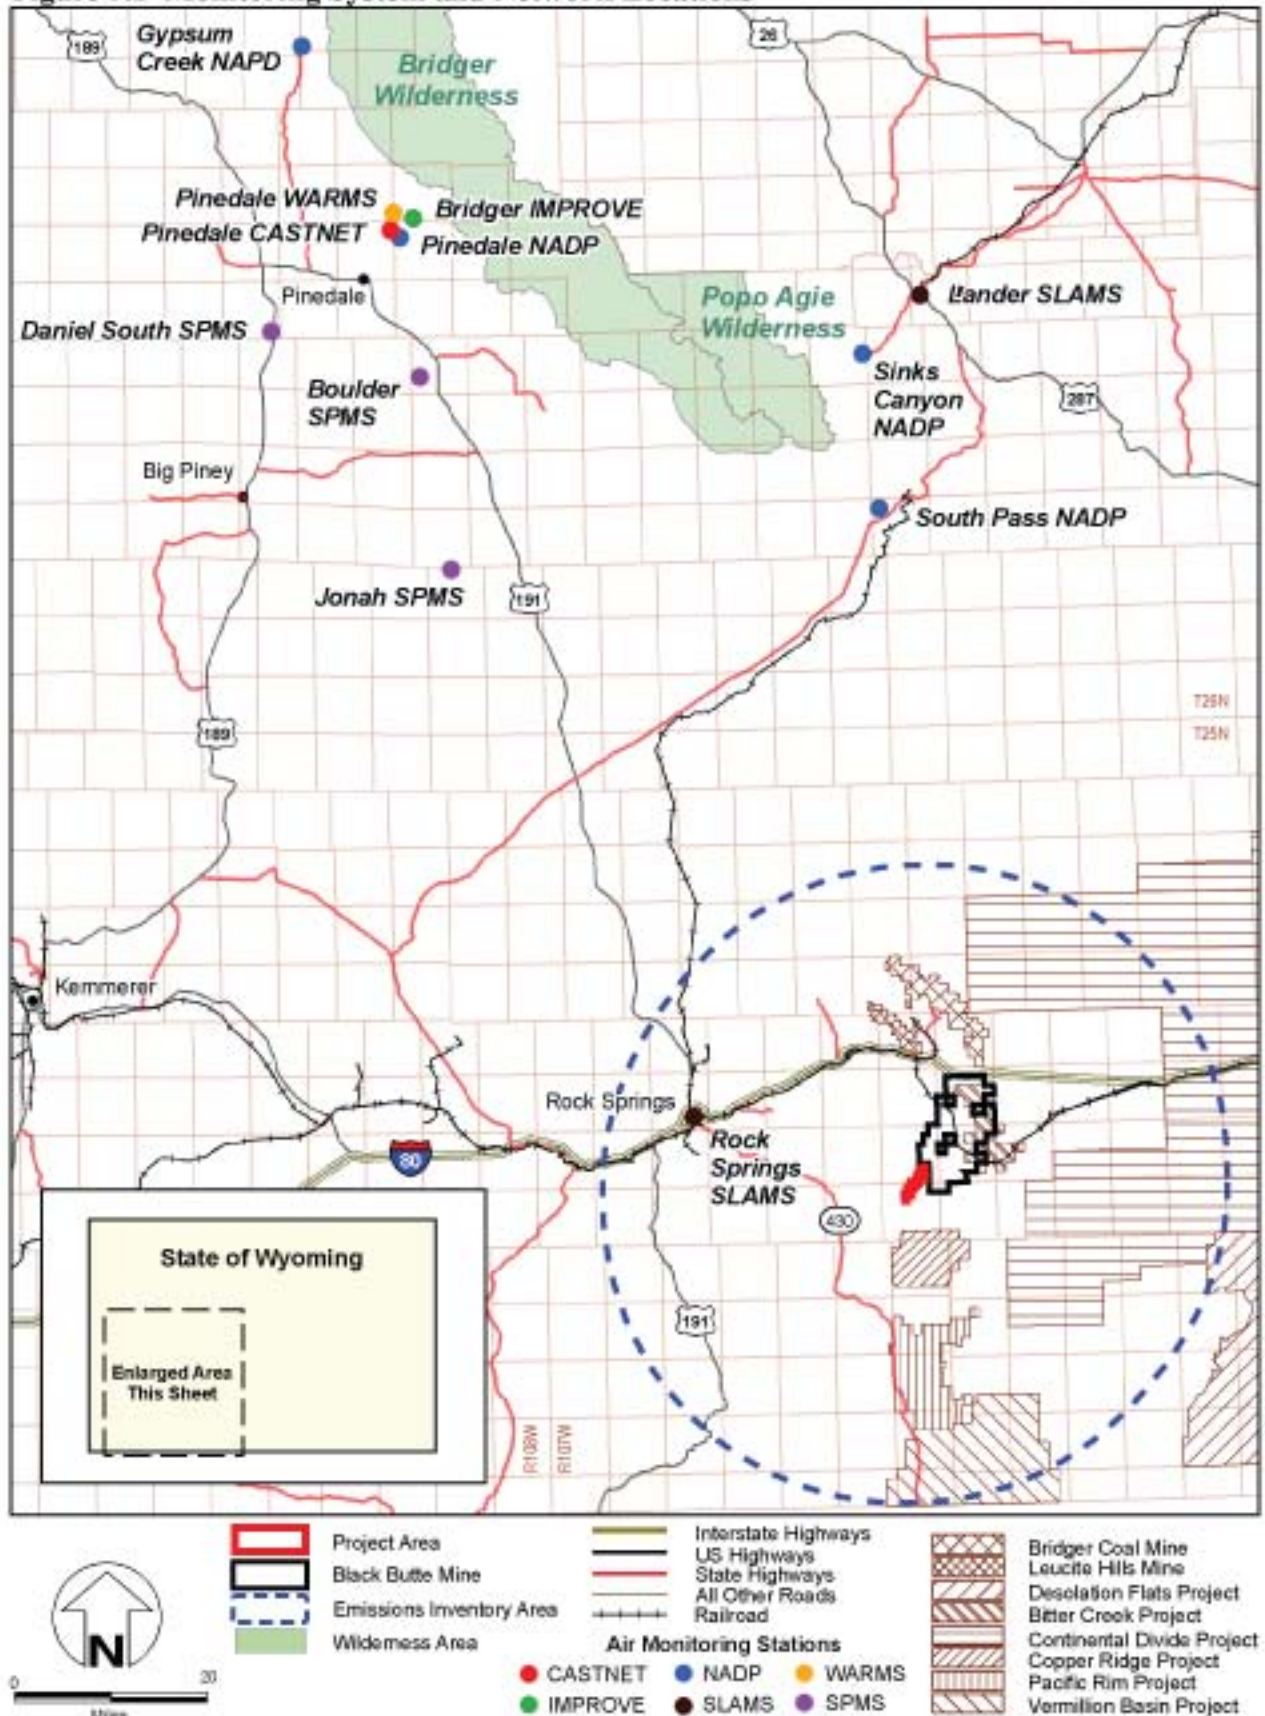 189
Gypsum
Creek NAPD
Bridger
Wilderness
26
Pinedale WARMS
Bridger IMPROVE
Pinedale CASTNET
Pinedale NADP
Pinedale
Popo Agie
Wilderness
Lander SLAMS
Daniel South SPMS
Boulder
SPMS
Sinks
Canyon
NADP
287
Big Piney
South Pass NADP
Jonah SPMS
191
T26N
T25N
189
Kemmerer
Rock Springs
Rock
Springs
SLAMS
80
430
State of Wyoming
Enlarged Area
This Sheet
191
R108W
R107W
N
0
20
Miles
Project Area
Black Butte Mine
Emissions Inventory Area
Wilderness Area
Interstate Highways
US Highways
State Highways
All Other Roads
Railroad
Air Monitoring Stations
CASTNET
NADP
WARMS
IMPROVE
SLAMS
SPMS
Bridger Coal Mine
Leucite Hills Mine
Desolation Flats Project
Bitter Creek Project
Continental Divide Project
Copper Ridge Project
Pacific Rim Project
Vermillion Basin Project